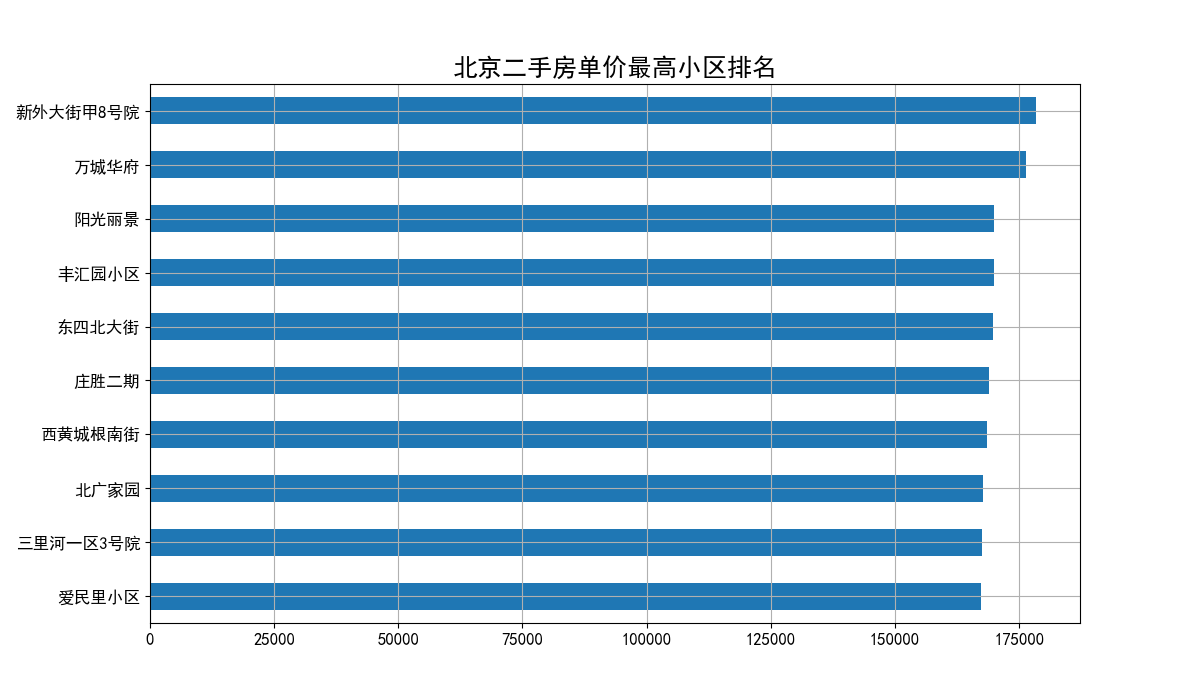 北京二手房单价最高小区排名
新外大街甲8号院
万城华府
阳光丽景
丰汇园小区
东四北大街
庄胜二期
西黄城根南街
北广家园
三里河一区3号院
爱民里小区
0 25000 50000 75000 100000 125000 150000 175000